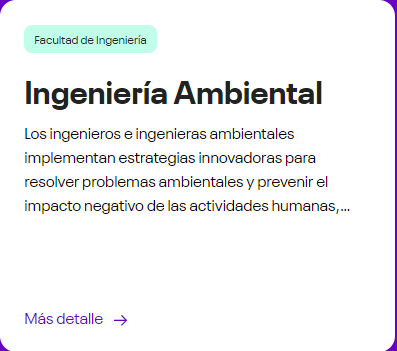 Facultad de Ingeniería
Ingeniería Ambiental
Los ingenieros e ingenieras ambientales
implementan estrategias innovadoras para
resolver problemas ambientales y prevenir el
impacto negativo de las actividades humanas,...
Más detalle →